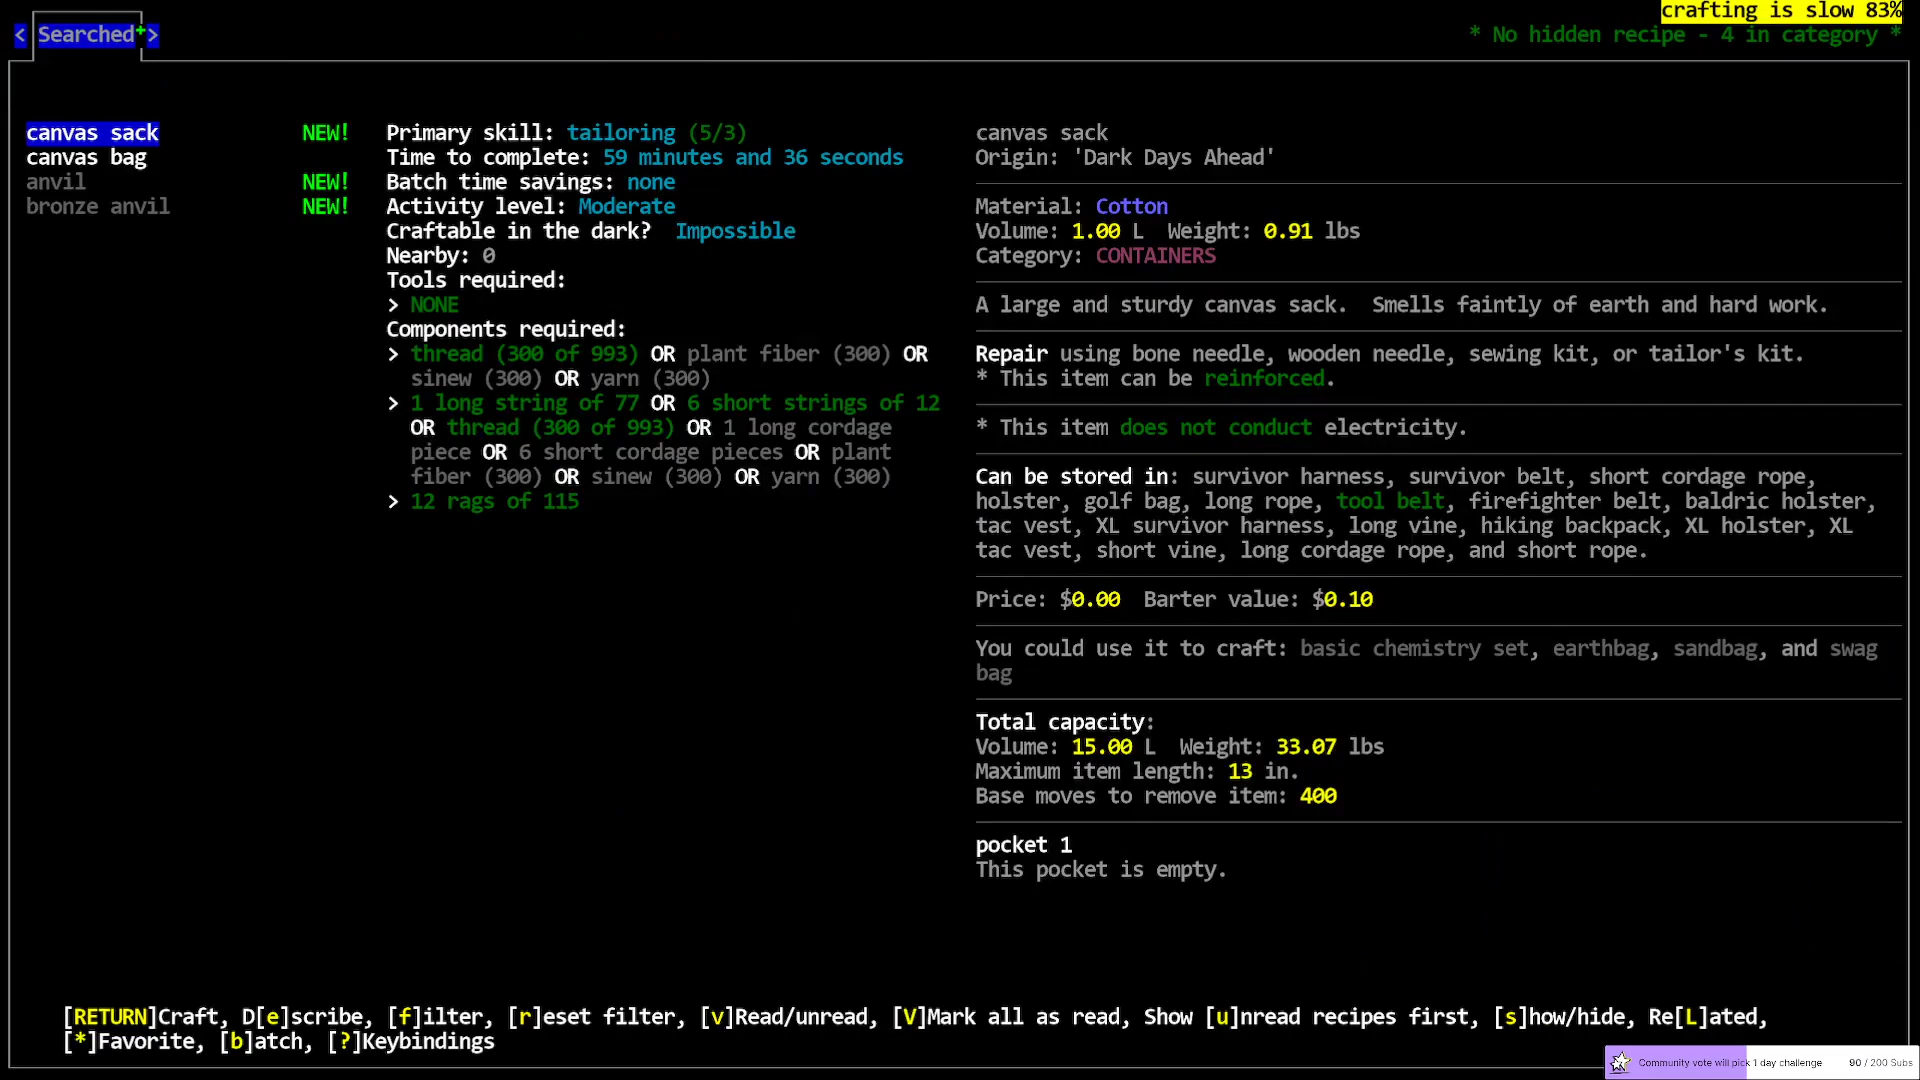 crafting is slow 83%
< Searched+>
* No hidden recipe - 4 in category *
canvas sack NEW!
canvas bag
anvil NEW!
bronze anvil NEW!
Primary skill: tailoring (5/3)
Time to complete: 59 minutes and 36 seconds
Batch time savings: none
Activity level: Moderate
Craftable in the dark? Impossible
Nearby: 0
Tools required:
> NONE
Components required:
> thread (300 of 993) OR plant fiber (300) OR
sinew (300) OR yarn (300)
> 1 long string of 77 OR 6 short strings of 12
OR thread (300 of 993) OR 1 long cordage
piece OR 6 short cordage pieces OR plant
fiber (300) OR sinew (300) OR yarn (300)
> 12 rags of 115
canvas sack
Origin: 'Dark Days Ahead'
Material: Cotton
Volume: 1.00 L Weight: 0.91 lbs
Category: CONTAINERS
A large and sturdy canvas sack. Smells faintly of earth and hard work.
Repair using bone needle, wooden needle, sewing kit, or tailor's kit.
* This item can be reinforced.
* This item does not conduct electricity.
Can be stored in: survivor harness, survivor belt, short cordage rope,
holster, golf bag, long rope, tool belt, firefighter belt, baldric holster,
tac vest, XL survivor harness, long vine, hiking backpack, XL holster, XL
tac vest, short vine, long cordage rope, and short rope.
Price: $0.00 Barter value: $0.10
You could use it to craft: basic chemistry set, earthbag, sandbag, and swag
bag
Total capacity:
Volume: 15.00 L Weight: 33.07 lbs
Maximum item length: 13 in.
Base moves to remove item: 400
pocket 1
This pocket is empty.
[RETURN]Craft, D[e]scribe, [f]ilter, [r]eset filter, [v]Read/unread, [V]Mark all as read, Show [u]nread recipes first, [s]how/hide, Re[L]ated,
[*]Favorite, [b]atch, [?]Keybindings
Community vote will pick 1 day challenge 90 / 200 Subs